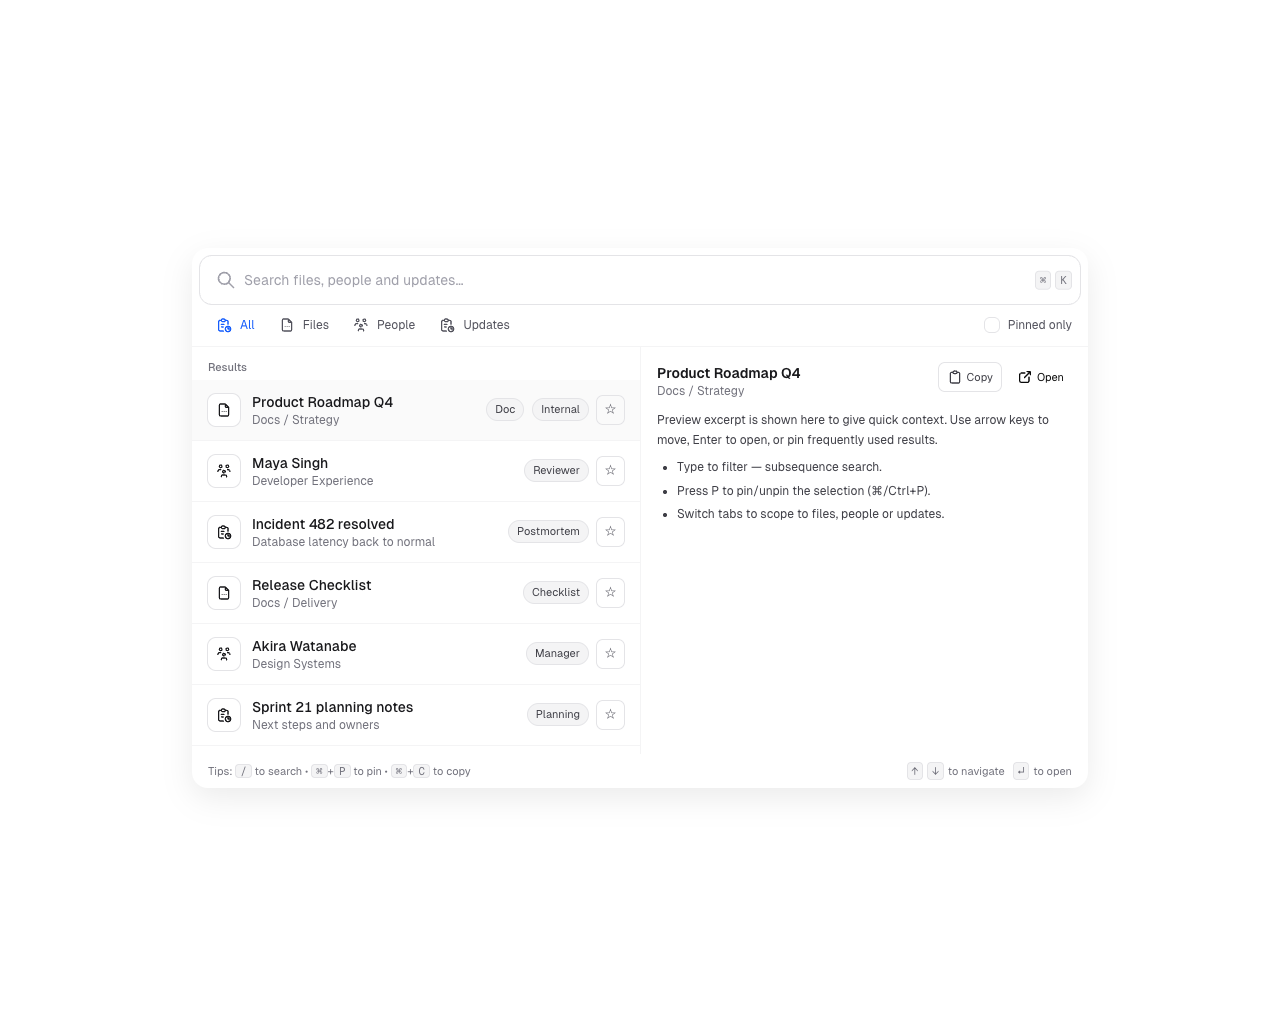 Search files, people and updates…
⌘ K
All Files People Updates
Pinned only
Results
Product Roadmap Q4
Docs / Strategy
Doc Internal ☆
Maya Singh
Developer Experience
Reviewer ☆
Incident 482 resolved
Database latency back to normal
Postmortem ☆
Release Checklist
Docs / Delivery
Checklist ☆
Akira Watanabe
Design Systems
Manager ☆
Sprint 21 planning notes
Next steps and owners
Planning ☆
Product Roadmap Q4
Docs / Strategy
Copy Open
Preview excerpt is shown here to give quick context. Use arrow keys to
move, Enter to open, or pin frequently used results.
• Type to filter — subsequence search.
• Press P to pin/unpin the selection (⌘/Ctrl+P).
• Switch tabs to scope to files, people or updates.
Tips: / to search • ⌘+P to pin • ⌘+C to copy
↑ ↓ to navigate ↵ to open